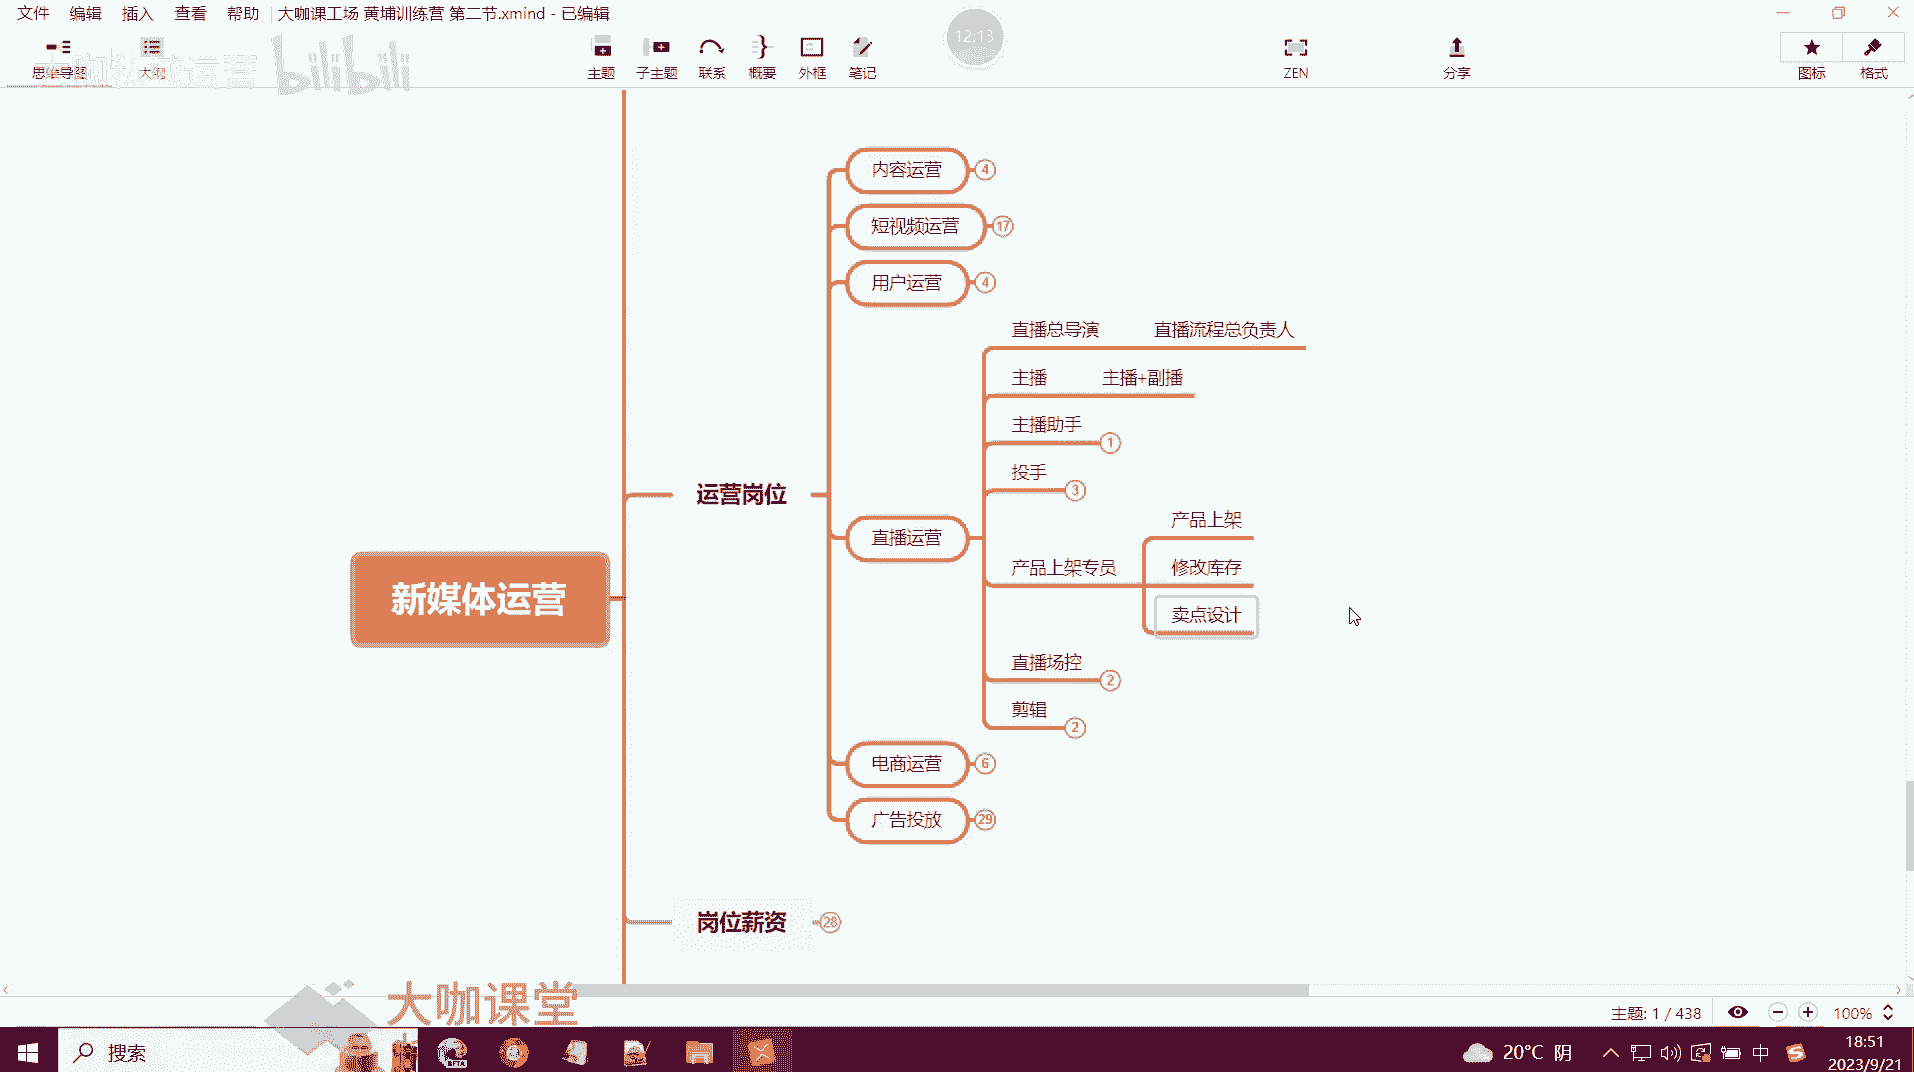 文件 编辑 插入 查看 帮助 大咖课工场 黄埔训练营 第二节.xmind - 已编辑
12:13
思维导图 大纲 主题 子主题 联系 概要 外框 笔记 ZEN 分享 图标 格式
bilibili
内容运营 4
短视频运营 17
用户运营 4
直播总导演 直播流程总负责人
主播 主播+副播
主播助手 1
投手 3
运营岗位
产品上架
直播运营
产品上架专员 修改库存
新媒体运营
卖点设计
直播场控 2
剪辑 2
电商运营 6
广告投放 29
岗位薪资 28
大咖课堂
主题: 1 / 438 100%
搜索
20°C 阴 中 18:51
2023/9/21